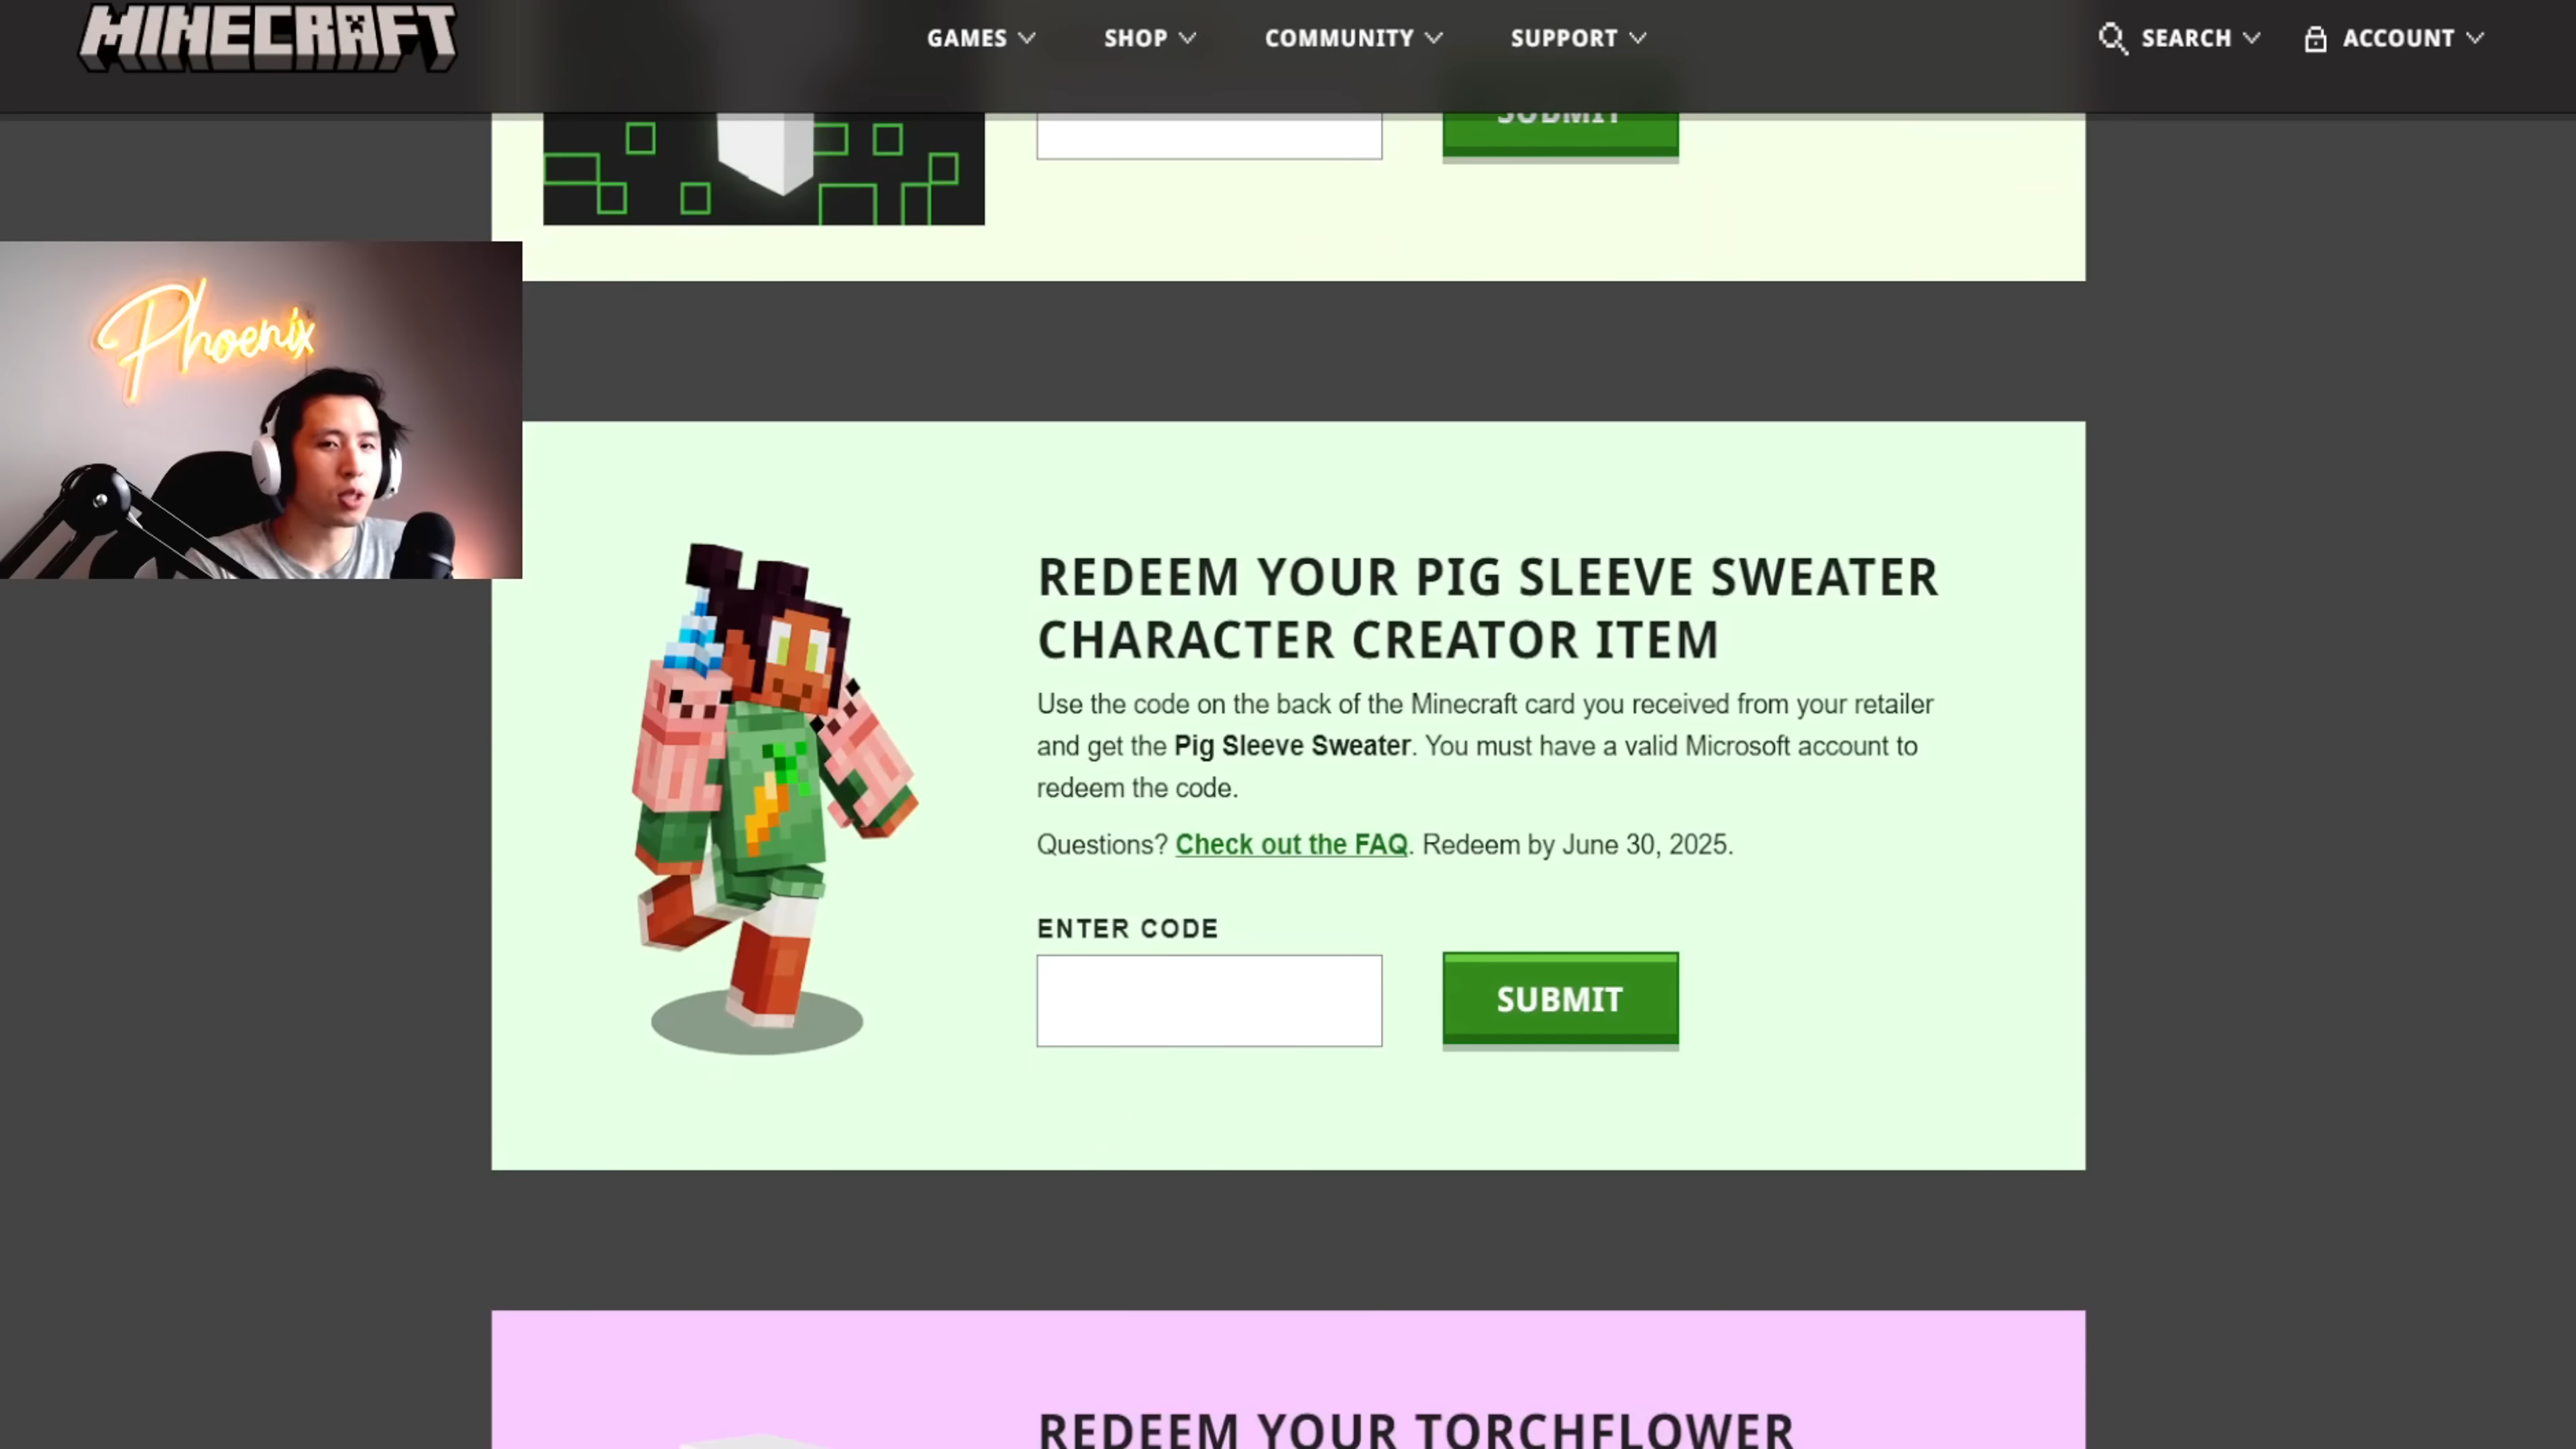 MINECRAFT
GAMES
SHOP
COMMUNITY
SUPPORT
SEARCH
ACCOUNT
SUBMIT
Phoenix
REDEEM YOUR PIG SLEEVE SWEATER
CHARACTER CREATOR ITEM
Use the code on the back of the Minecraft card you received from your retailer
and get the Pig Sleeve Sweater. You must have a valid Microsoft account to
redeem the code.
Questions? Check out the FAQ. Redeem by June 30, 2025.
ENTER CODE
SUBMIT
REDEEM YOUR TORCHFLOWER